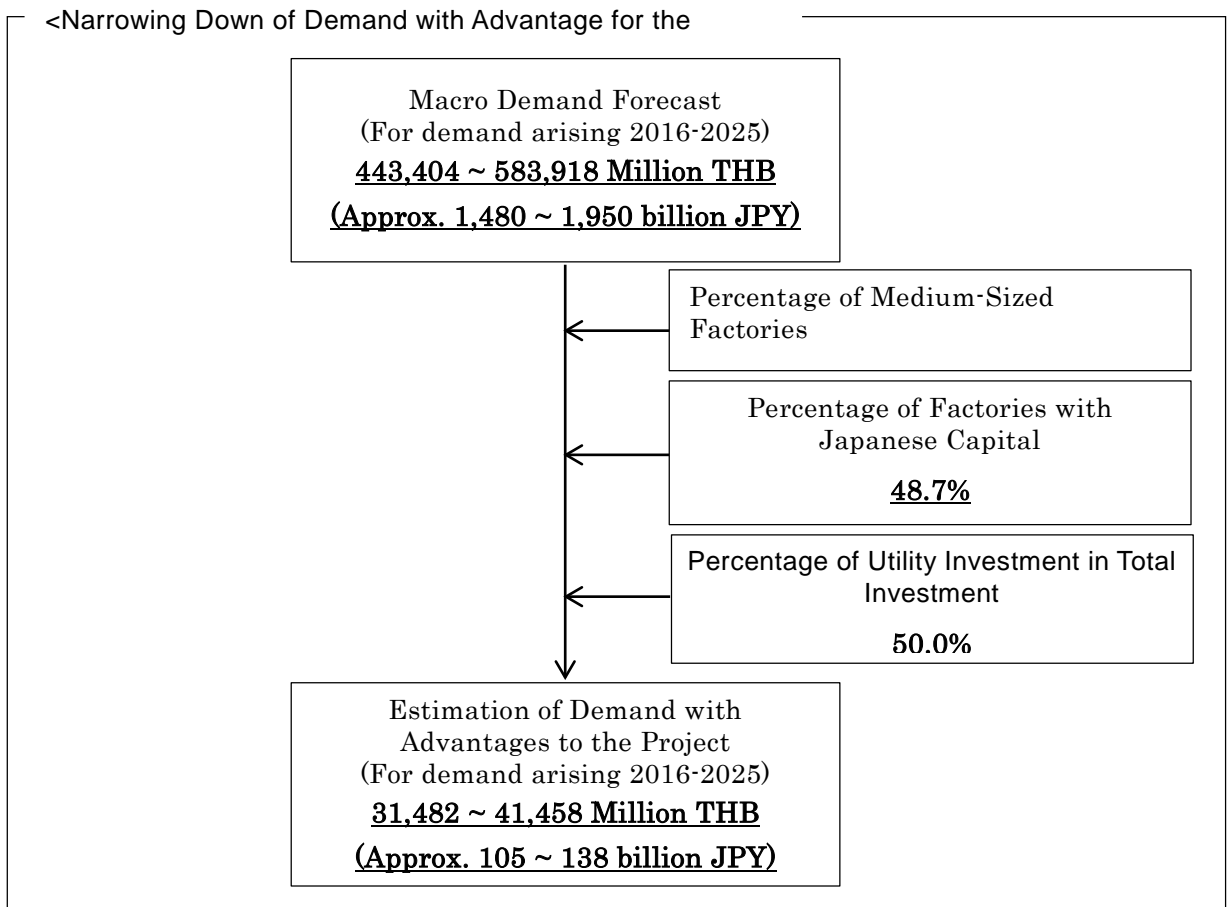 <Narrowing Down of Demand with Advantage for the
Macro Demand Forecast
(For demand arising 2016-2025)
443,404 ~ 583,918 Million THB
(Approx. 1,480 ~ 1,950 billion JPY)
Percentage of Medium-Sized
Factories
Percentage of Factories with
Japanese Capital
48.7%
Percentage of Utility Investment in Total
Investment
50.0%
Estimation of Demand with
Advantages to the Project
(For demand arising 2016-2025)
31,482 ~ 41,458 Million THB
(Approx. 105 ~ 138 billion JPY)